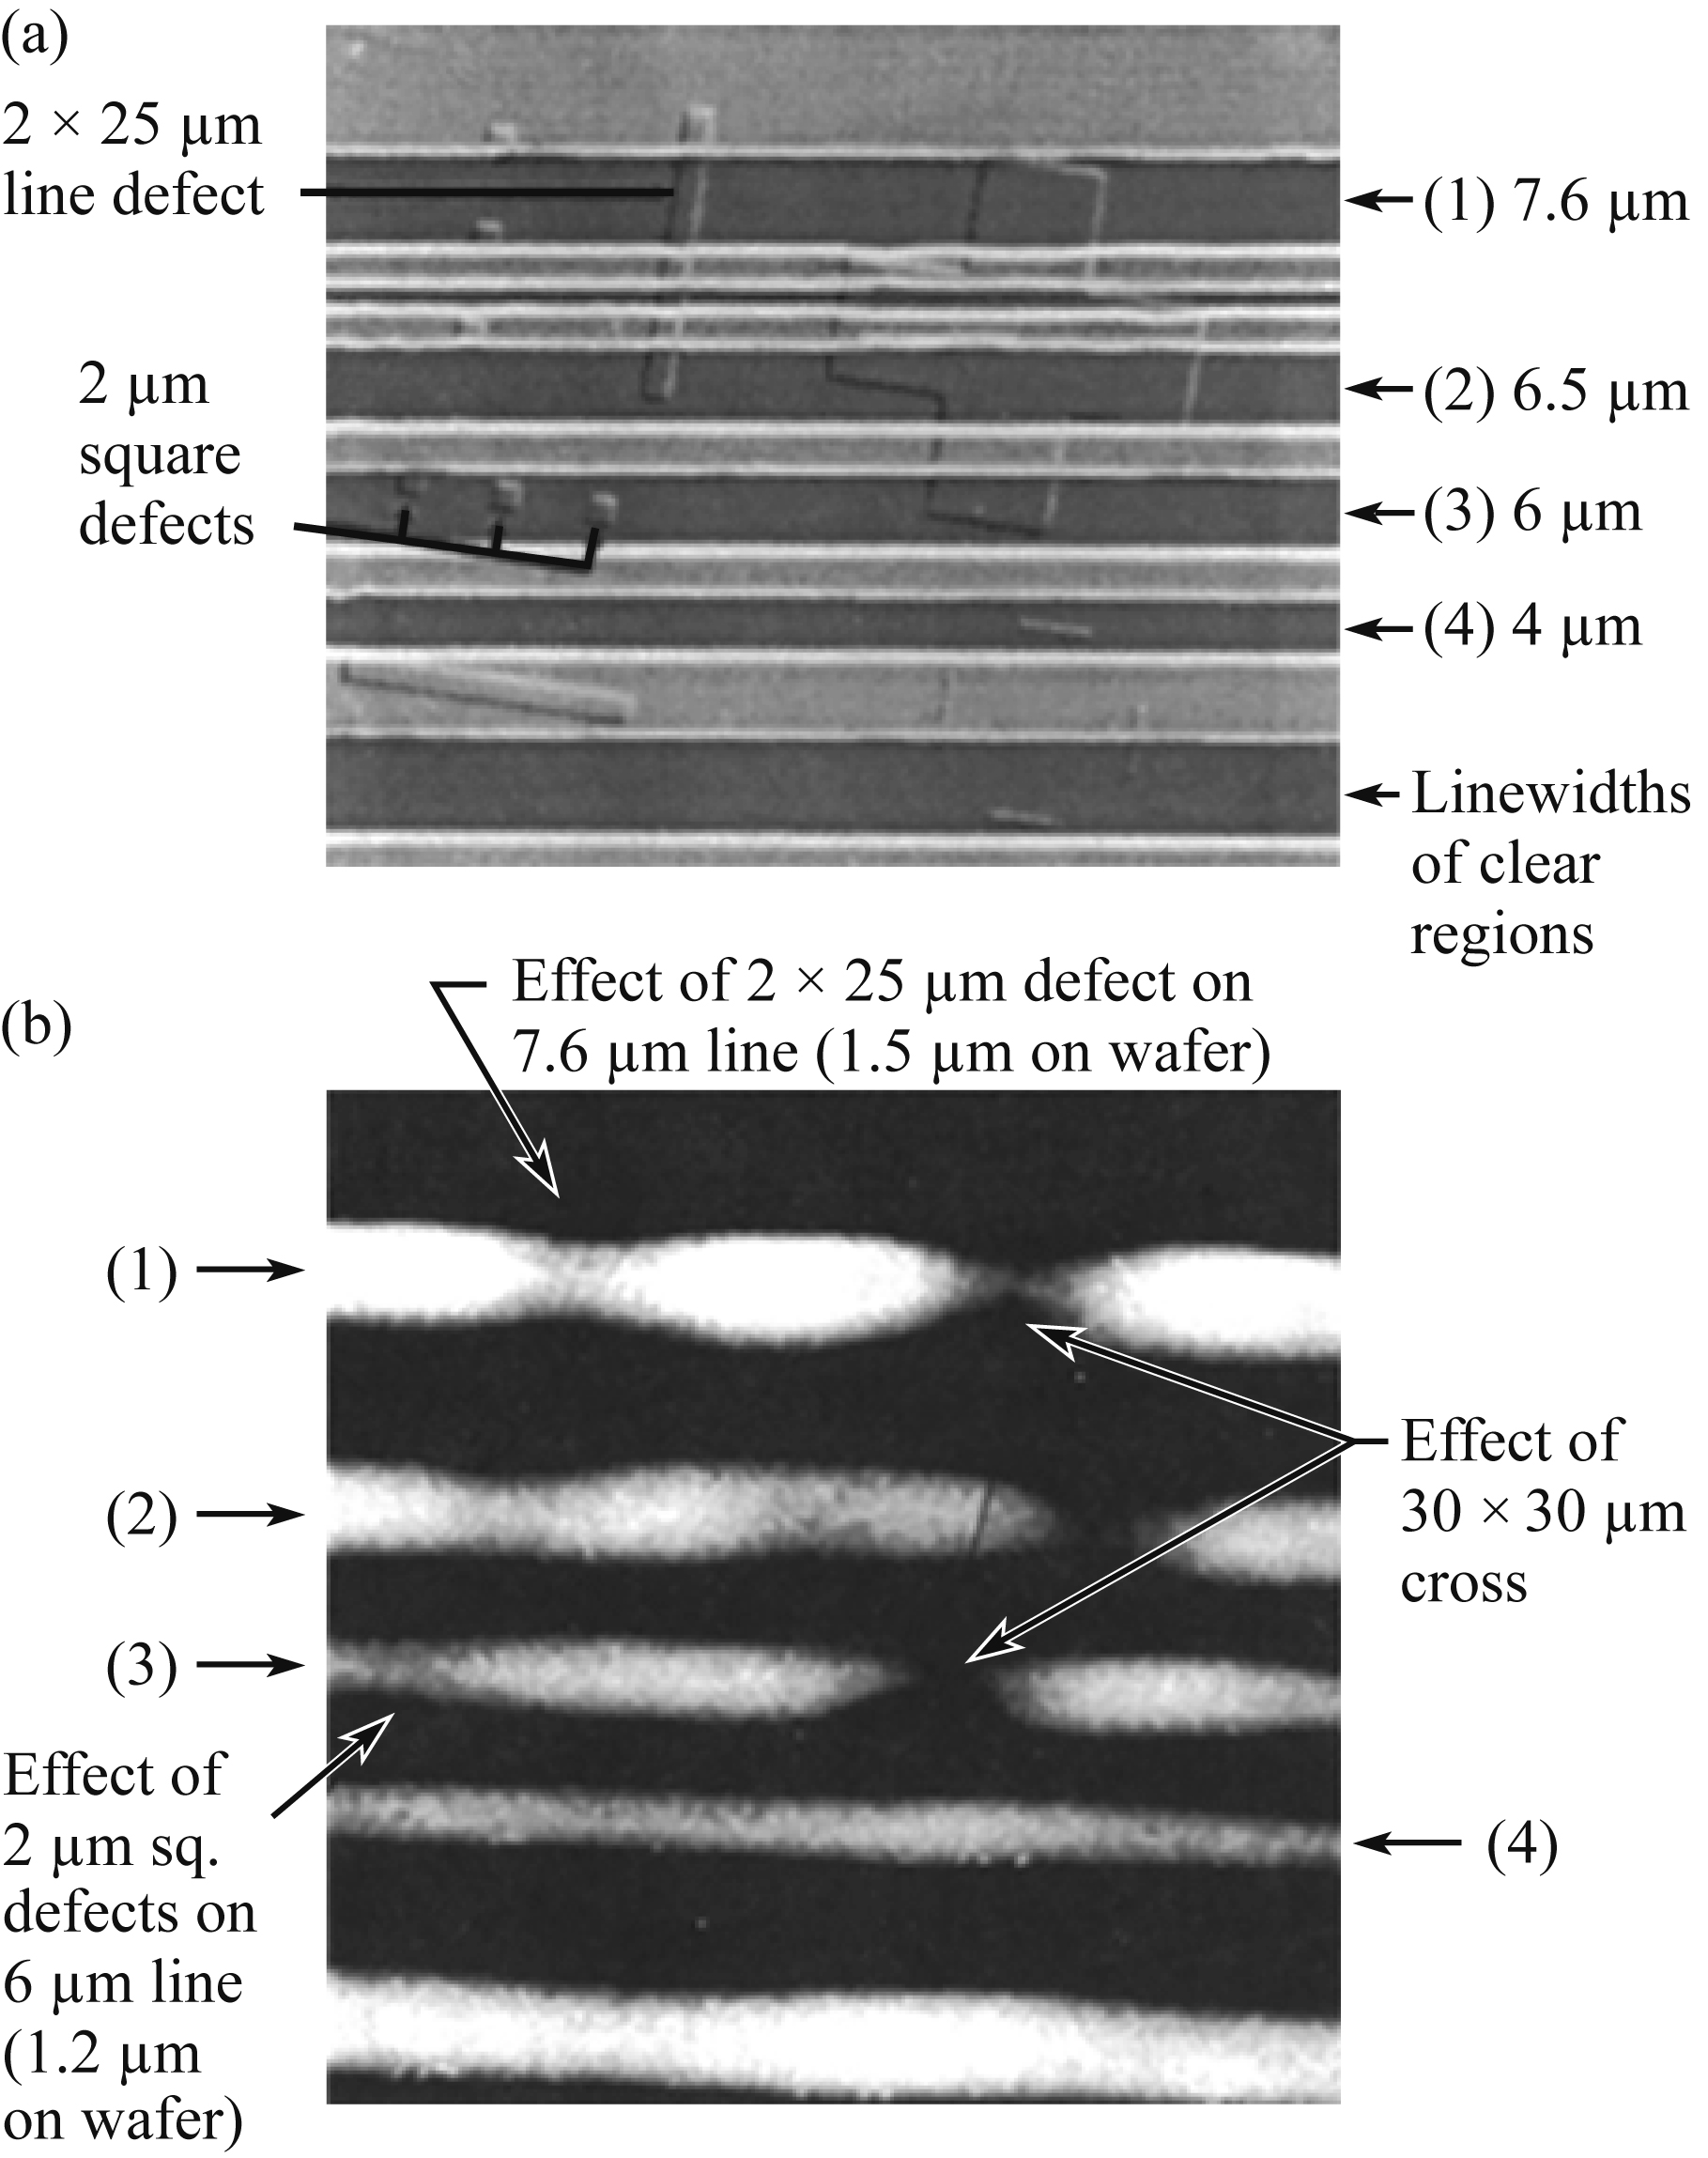 (a)
2 × 25 µm
line defect
2 µm
square
defects
(1) 7.6 µm
(2) 6.5 µm
(3) 6 µm
(4) 4 µm
Linewidths
of clear
regions
(b)
Effect of 2 × 25 µm defect on
7.6 µm line (1.5 µm on wafer)
(1)
(2)
(3)
Effect of
30 × 30 µm
cross
Effect of
2 µm sq.
defects on
6 µm line
(1.2 µm
on wafer)
(4)